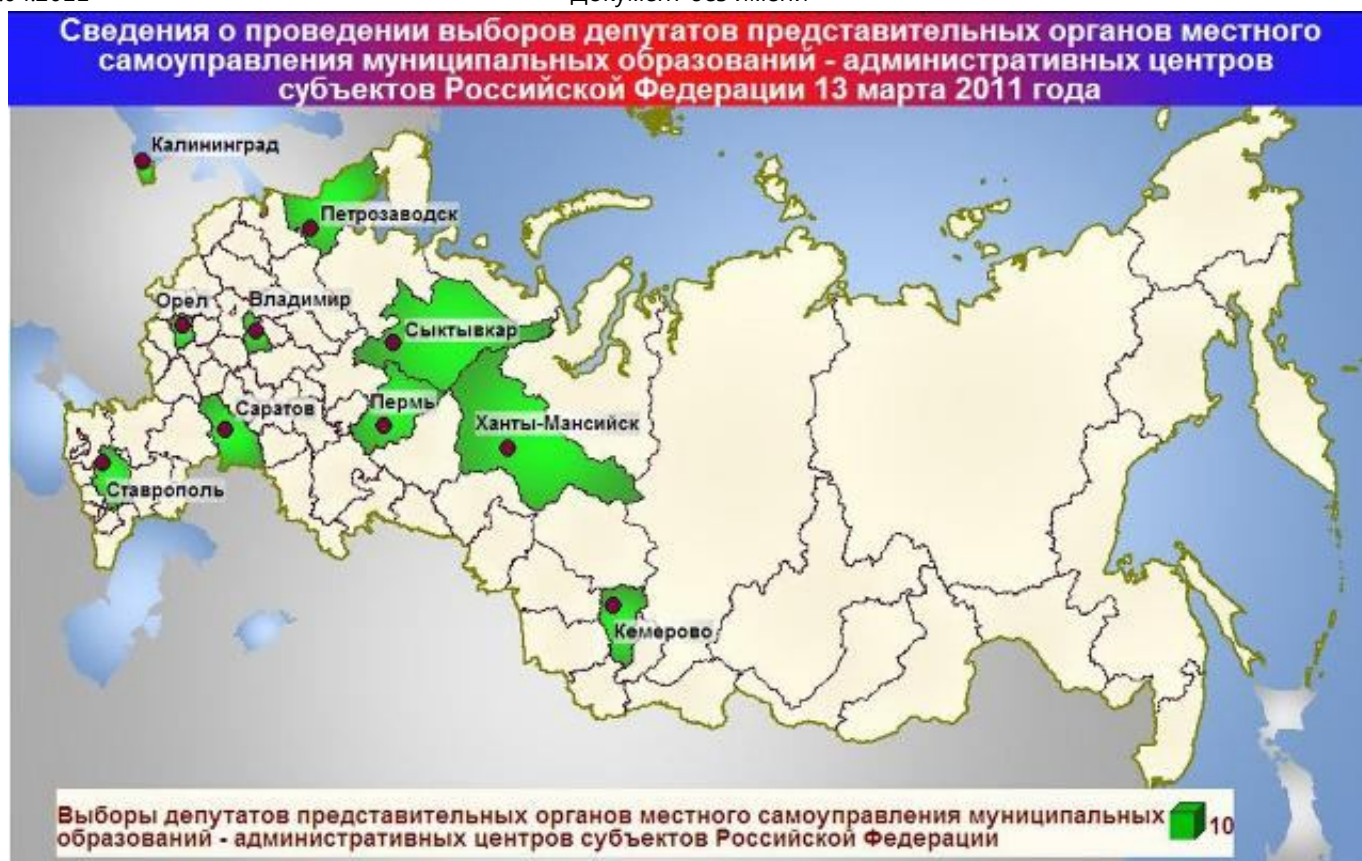 Сведения о проведении выборов депутатов представительных органов местного
самоуправления муниципальных образований - административных центров
субъектов Российской Федерации 13 марта 2011 года
Калининград
Петрозаводск
Орел
Владимир
Сыктывкар
Саратов
Пермь
Ханты-Мансийск
Ставрополь
Кемерово
Выборы депутатов представительных органов местного самоуправления муниципальных
образований - административных центров субъектов Российской Федерации
10